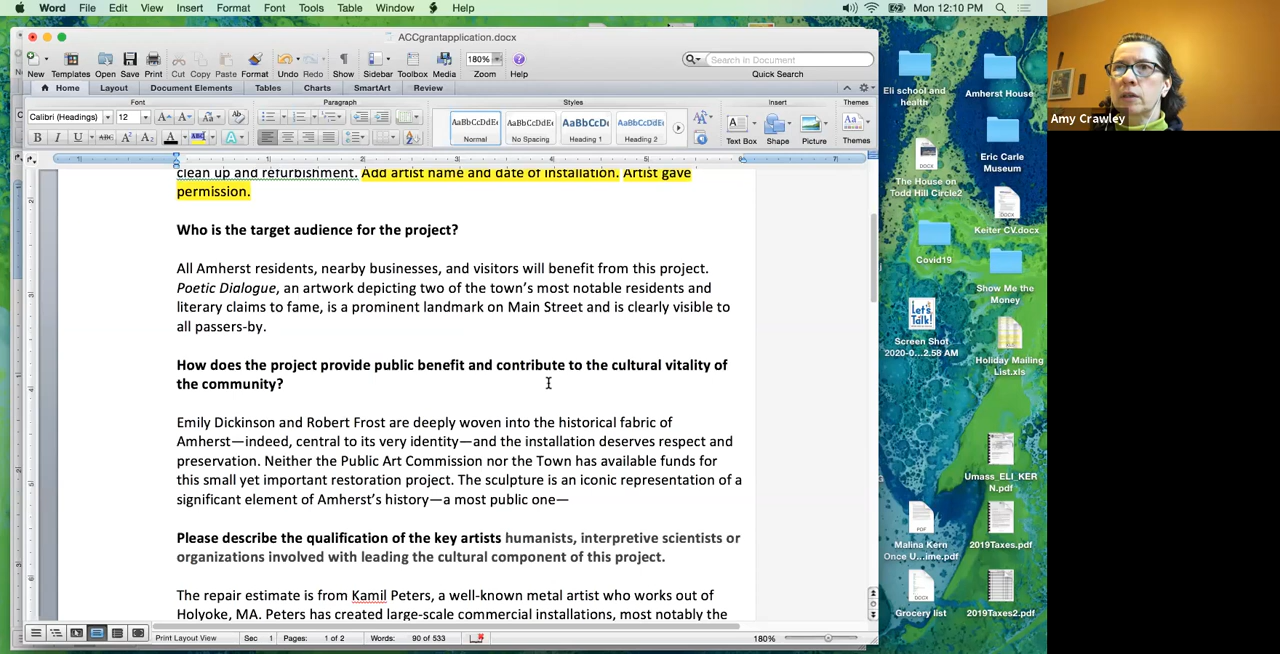 Word File Edit View Insert Format Font Tools Table Window Help
Mon 12:10 PM
ACCgrantapplication.docx
180%
Search in Document
New Templates Open Save Print Cut Copy Paste Format Undo Redo Show Sidebar Toolbox Media Zoom Help
Quick Search
Home Layout Document Elements Tables Charts SmartArt Review
Font Paragraph Styles Insert Themes
Calibri (Headings) 12
AaBbCcDdEe AaBbCcDdEe AaBbCcDc AaBbCcDdEe
Normal No Spacing Heading 1 Heading 2 Text Box Shape Picture Themes
clean up and refurbishment. Add artist name and date of installation. Artist gave
permission.
Who is the target audience for the project?
All Amherst residents, nearby businesses, and visitors will benefit from this project.
Poetic Dialogue, an artwork depicting two of the town's most notable residents and
literary claims to fame, is a prominent landmark on Main Street and is clearly visible to
all passers-by.
How does the project provide public benefit and contribute to the cultural vitality of
the community?
Emily Dickinson and Robert Frost are deeply woven into the historical fabric of
Amherst—indeed, central to its very identity—and the installation deserves respect and
preservation. Neither the Public Art Commission nor the Town has available funds for
this small yet important restoration project. The sculpture is an iconic representation of a
significant element of Amherst's history—a most public one—
Please describe the qualification of the key artists humanists, interpretive scientists or
organizations involved with leading the cultural component of this project.
The repair estimate is from Kamil Peters, a well-known metal artist who works out of
Holyoke, MA. Peters has created large-scale commercial installations, most notably the
Print Layout View Sec 1 Pages: 1 of 2 Words: 90 of 533 180%
Eli school and
health
Amherst House
DOCX
The House on
Todd Hill Circle2
Eric Carle
Museum
DOCX
Keiter CV.docx
Covid19
Show Me the
Money
Let's
Talk!
Screen Shot
2020-0...2.58 AM
XLS
Holiday Mailing
List.xls
Umass_ELI_KER
N.pdf
PDF
Malina Kern
Once U...ime.pdf
2019Taxes.pdf
DOCX
Grocery list
2019Taxes2.pdf
Amy Crawley